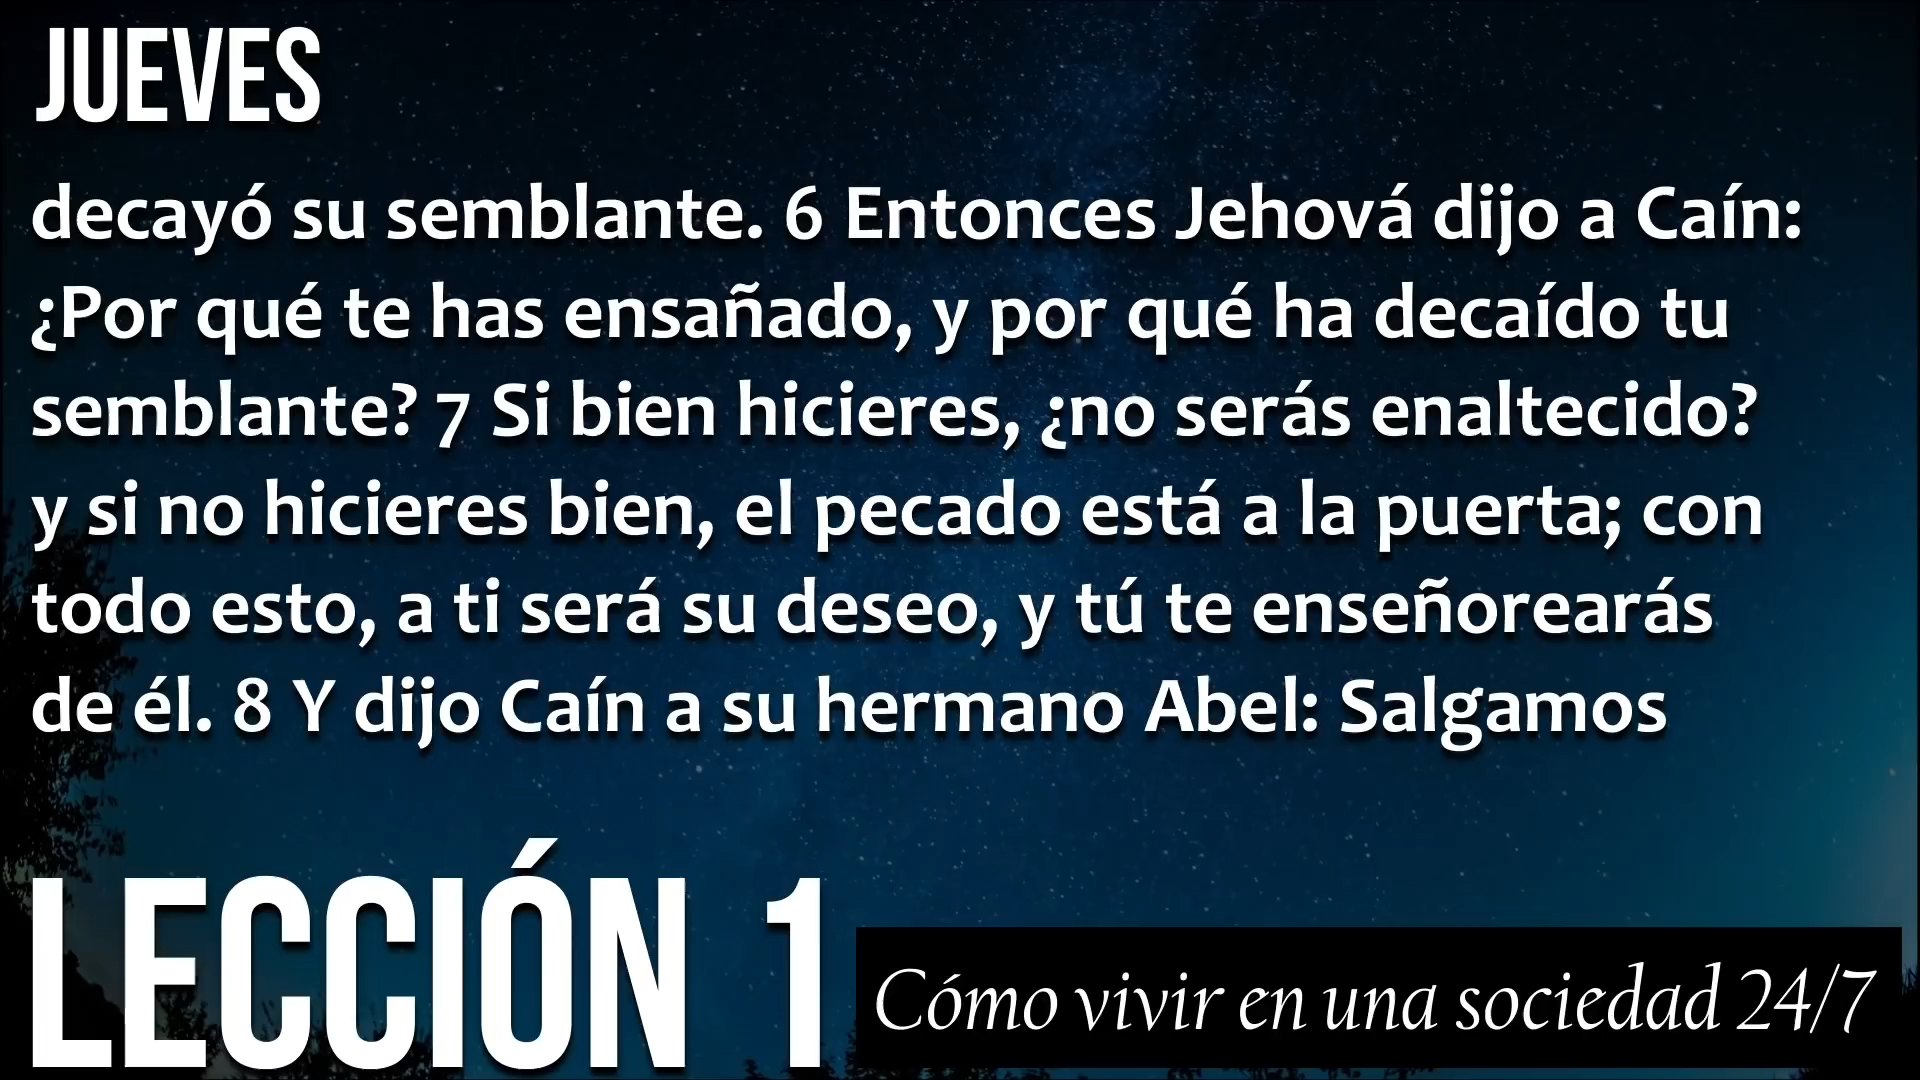 JUEVES
decayó su semblante. 6 Entonces Jehová dijo a Caín:
¿Por qué te has ensañado, y por qué ha decaído tu
semblante? 7 Si bien hicieres, ¿no serás enaltecido?
y si no hicieres bien, el pecado está a la puerta; con
todo esto, a ti será su deseo, y tú te enseñorearás
de él. 8 Y dijo Caín a su hermano Abel: Salgamos
LECCIÓN 1
Cómo vivir en una sociedad 24/7